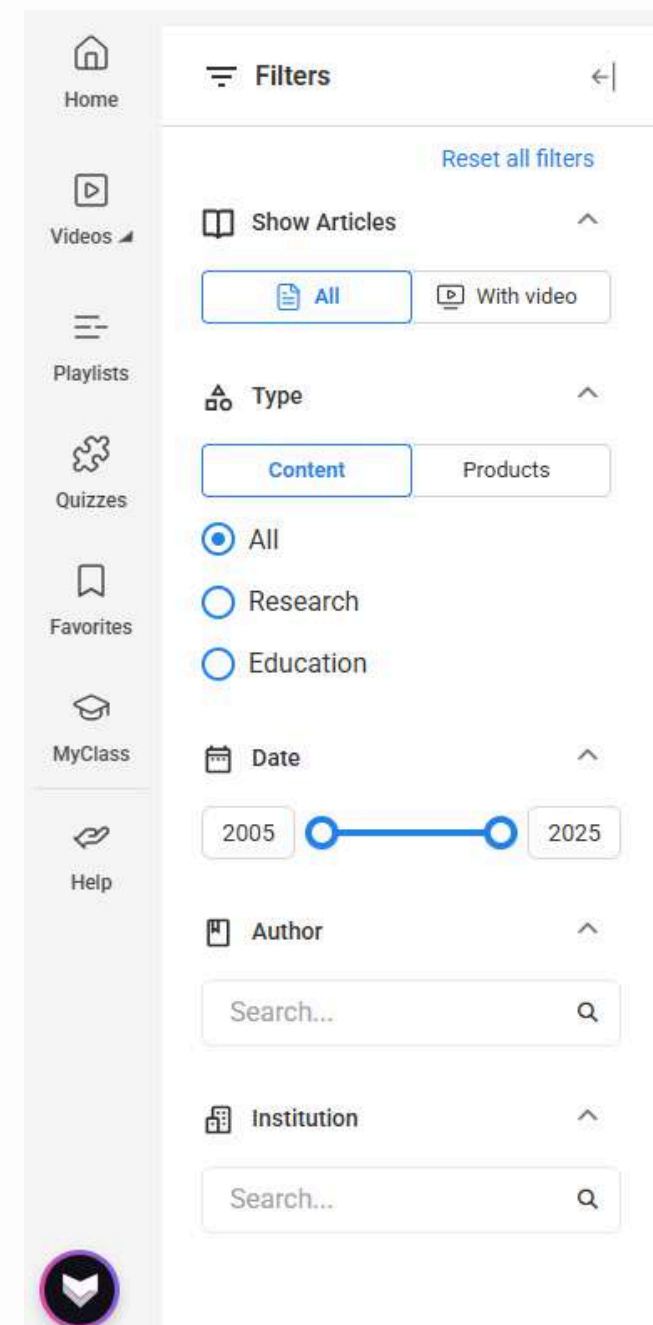 Home
Videos
Playlists
Quizzes
Favorites
MyClass
Help
Filters
Reset all filters
Show Articles
All With video
Type
Content Products
All
Research
Education
Date
2005 2025
Author
Search...
Institution
Search...